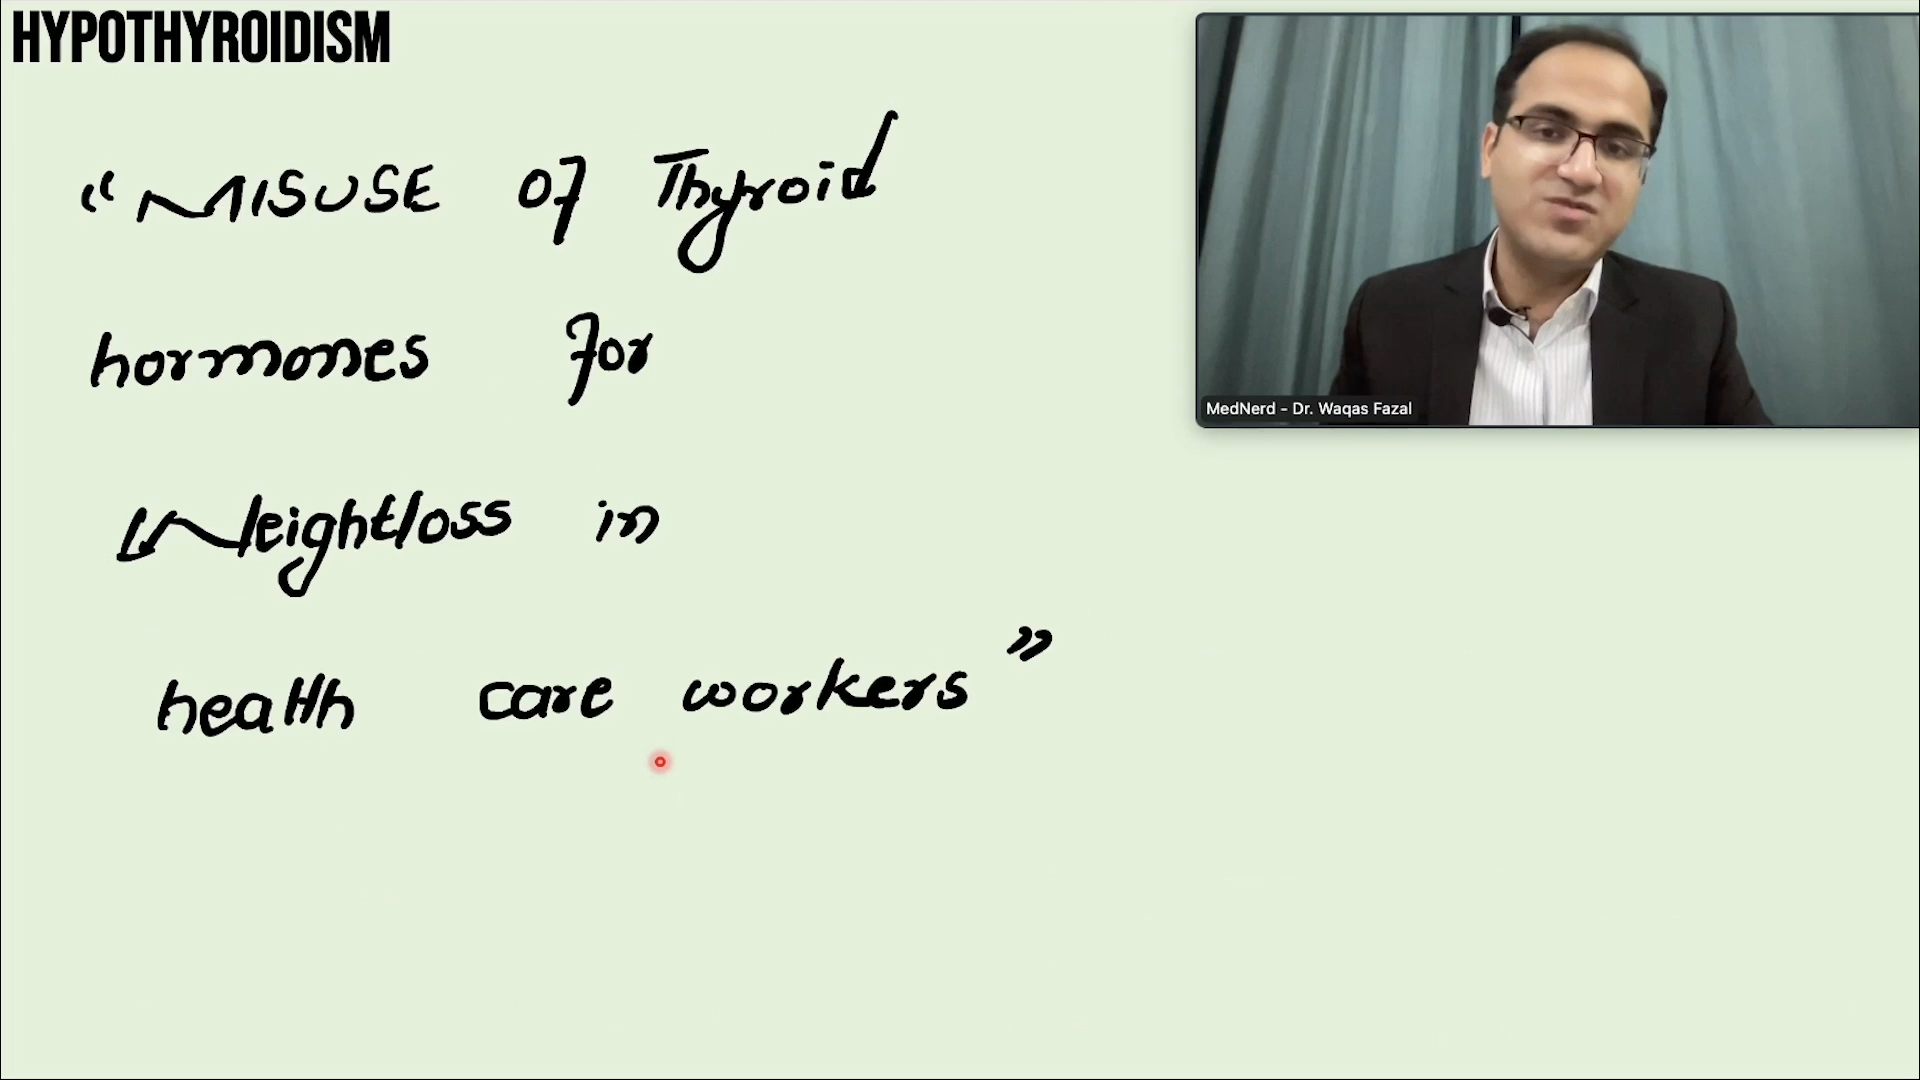 HYPOTHYROIDISM
"MISUSE of Thyroid
hormones for
Weightloss in
health care workers"
MedNerd - Dr. Waqas Fazal